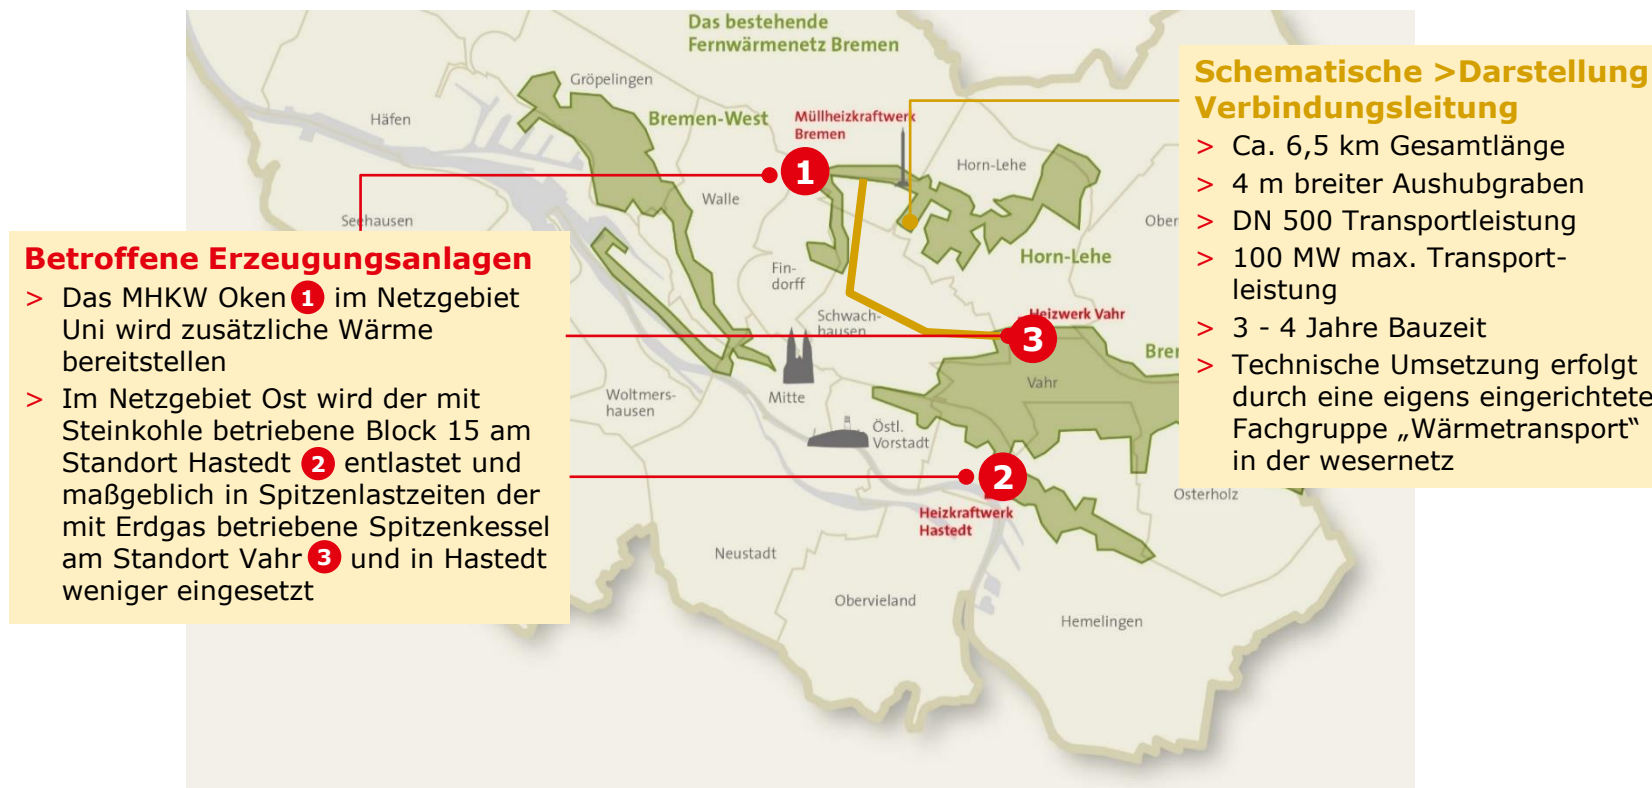 Das bestehende
Fernwärmenetz Bremen
Gröpelingen
Häfen
Bremen-West
Müllheizkraftwerk
Bremen
1
Horn-Lehe
Walle
Seehausen
Ober
Horn-Lehe
Fin-
dorff
Schwach-
hausen
Heizwerk Vahr
3
Brem
Vahr
Mitte
Woltmers-
hausen
Östl.
Vorstadt
2
Osterholz
Heizkraftwerk
Hastedt
Neustadt
Obervieland
Hemelingen
Betroffene Erzeugungsanlagen
> Das MHKW Oken 1 im Netzgebiet
Uni wird zusätzliche Wärme
bereitstellen
> Im Netzgebiet Ost wird der mit
Steinkohle betriebene Block 15 am
Standort Hastedt 2 entlastet und
maßgeblich in Spitzenlastzeiten der
mit Erdgas betriebene Spitzenkessel
am Standort Vahr 3 und in Hastedt
weniger eingesetzt
Schematische >Darstellung
Verbindungsleitung
> Ca. 6,5 km Gesamtlänge
> 4 m breiter Aushubgraben
> DN 500 Transportleistung
> 100 MW max. Transport-
leistung
> 3 - 4 Jahre Bauzeit
> Technische Umsetzung erfolgt
durch eine eigens eingerichtete
Fachgruppe „Wärmetransport“
in der wesernetz